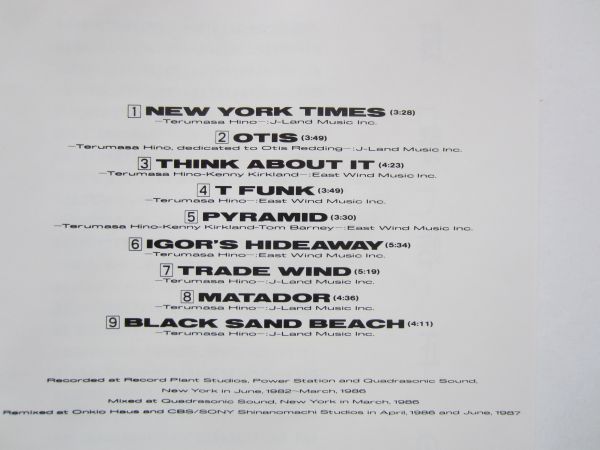 1 NEW YORK TIMES (3:28)
—Terumasa Hino—:J-Land Music Inc.
2 OTIS (3:49)
—Terumasa Hino, dedicated to Otis Redding—:J-Land Music Inc.
3 THINK ABOUT IT (4:23)
—Terumasa Hino-Kenny Kirkland—:East Wind Music Inc.
4 T FUNK (3:49)
—Terumasa Hino—:East Wind Music Inc.
5 PYRAMID (3:30)
—Terumasa Hino-Kenny Kirkland-Tom Barney—:East Wind Music Inc.
6 IGOR'S HIDEAWAY (5:34)
—Terumasa Hino—:East Wind Music Inc.
7 TRADE WIND (5:19)
—Terumasa Hino—:J-Land Music Inc.
8 MATADOR (4:36)
—Terumasa Hino—:J-Land Music Inc.
9 BLACK SAND BEACH (4:11)
—Terumasa Hino—:J-Land Music Inc.
Recorded at Record Plant Studios, Power Station and Quadrasonic Sound,
New York in June, 1982—March, 1986
Mixed at Quadrasonic Sound, New York in March, 1986
Remixed at Onkio Haus and CBS/SONY Shinanomachi Studios in April, 1986 and June, 1987